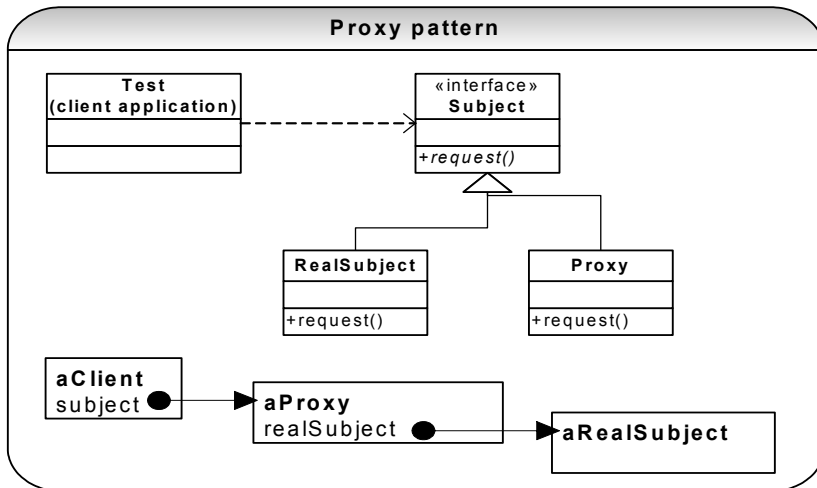 Proxy pattern
Test
(client application)
«interface»
Subject
+request()
RealSubject
+request()
Proxy
+request()
aClient
subject
aProxy
realSubject
aRealSubject